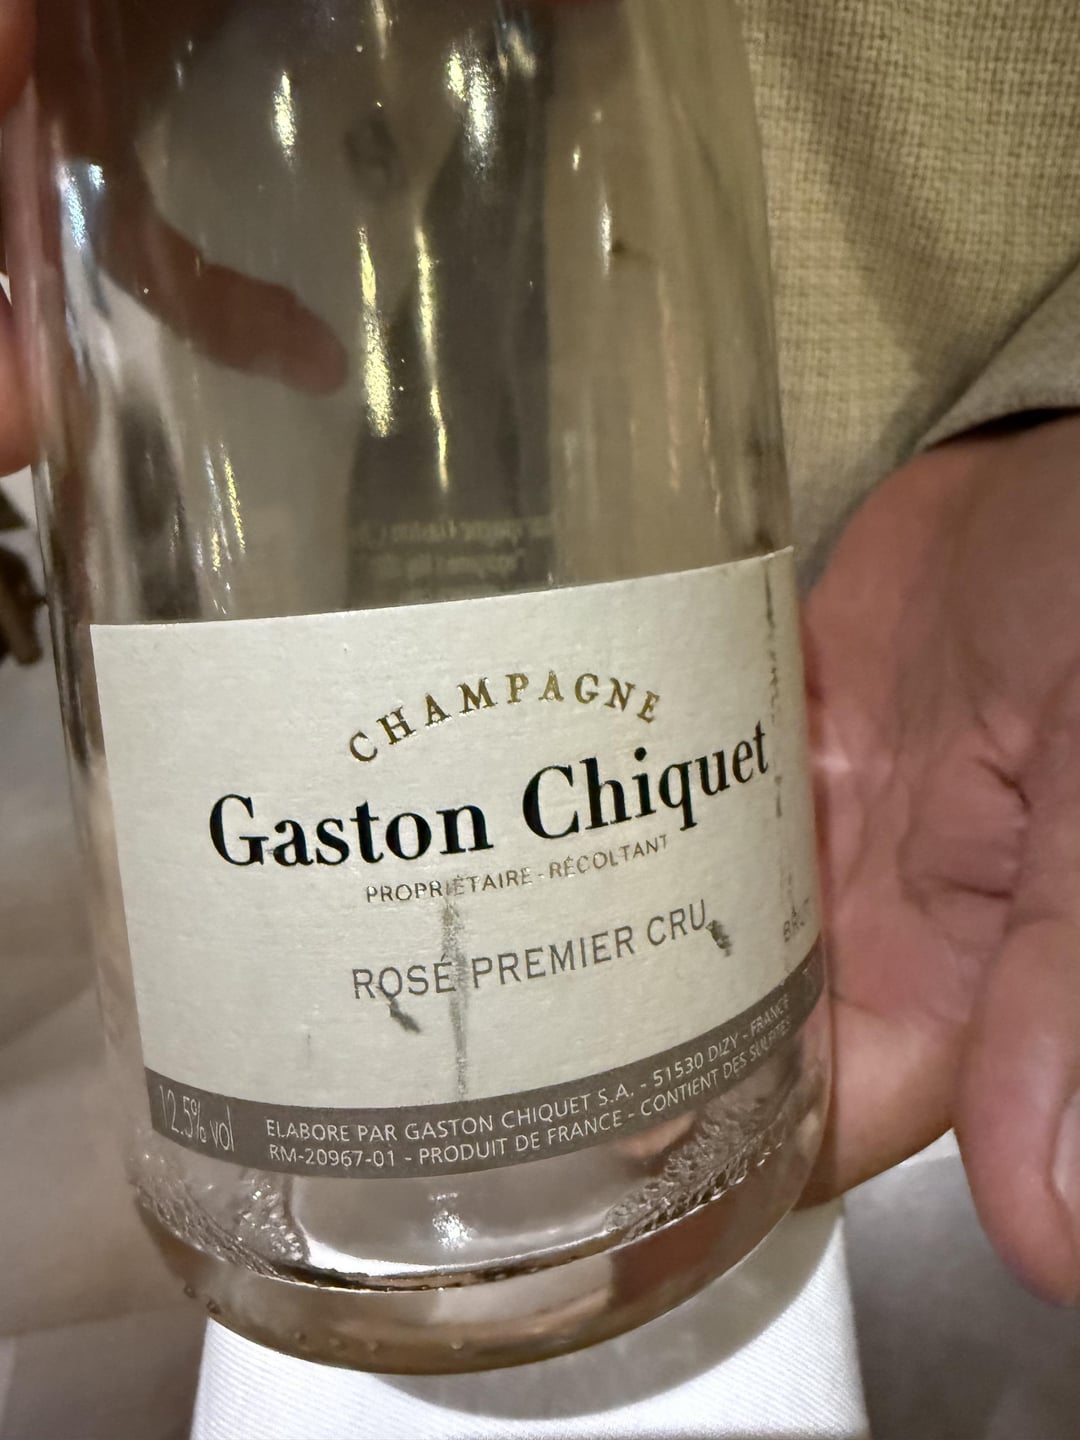 CHAMPAGNE
Gaston Chiquet
PROPRIÉTAIRE - RÉCOLTANT
ROSÉ PREMIER CRU
BRUT
12.5% vol
ELABORE PAR GASTON CHIQUET S.A. - 51530 DIZY - FRANCE
RM-20967-01 - PRODUIT DE FRANCE - CONTIENT DES SULFITES